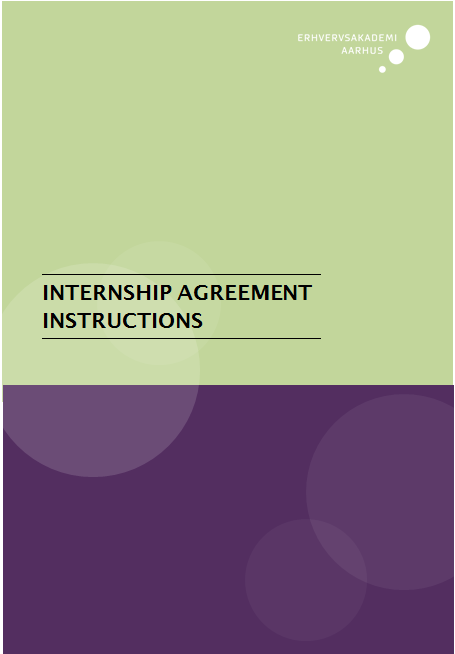 ERHVERVSAKADEMI
AARHUS
INTERNSHIP AGREEMENT
INSTRUCTIONS